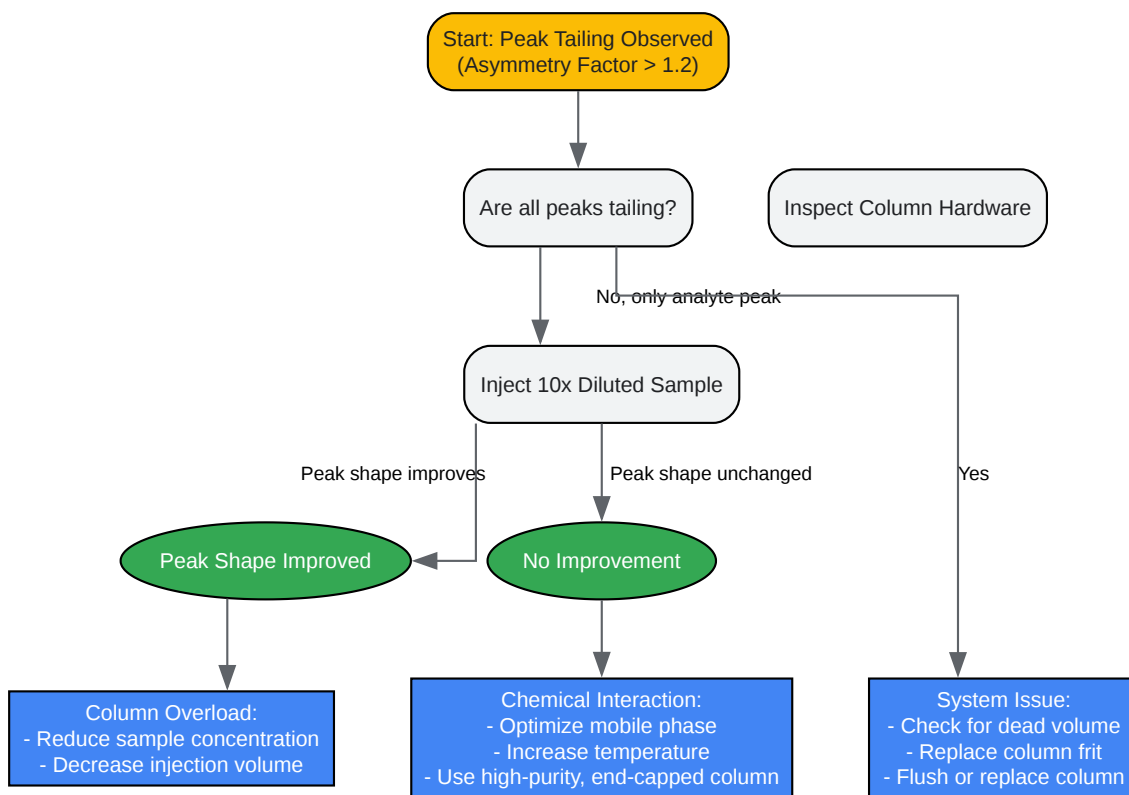 Start: Peak Tailing Observed
(Asymmetry Factor > 1.2)
Are all peaks tailing?
Inspect Column Hardware
No, only analyte peak
Inject 10x Diluted Sample
Peak shape improves
Peak shape unchanged
Yes
Peak Shape Improved
No Improvement
Column Overload:
- Reduce sample concentration
- Decrease injection volume
Chemical Interaction:
- Optimize mobile phase
- Increase temperature
- Use high-purity, end-capped column
System Issue:
- Check for dead volume
- Replace column frit
- Flush or replace column